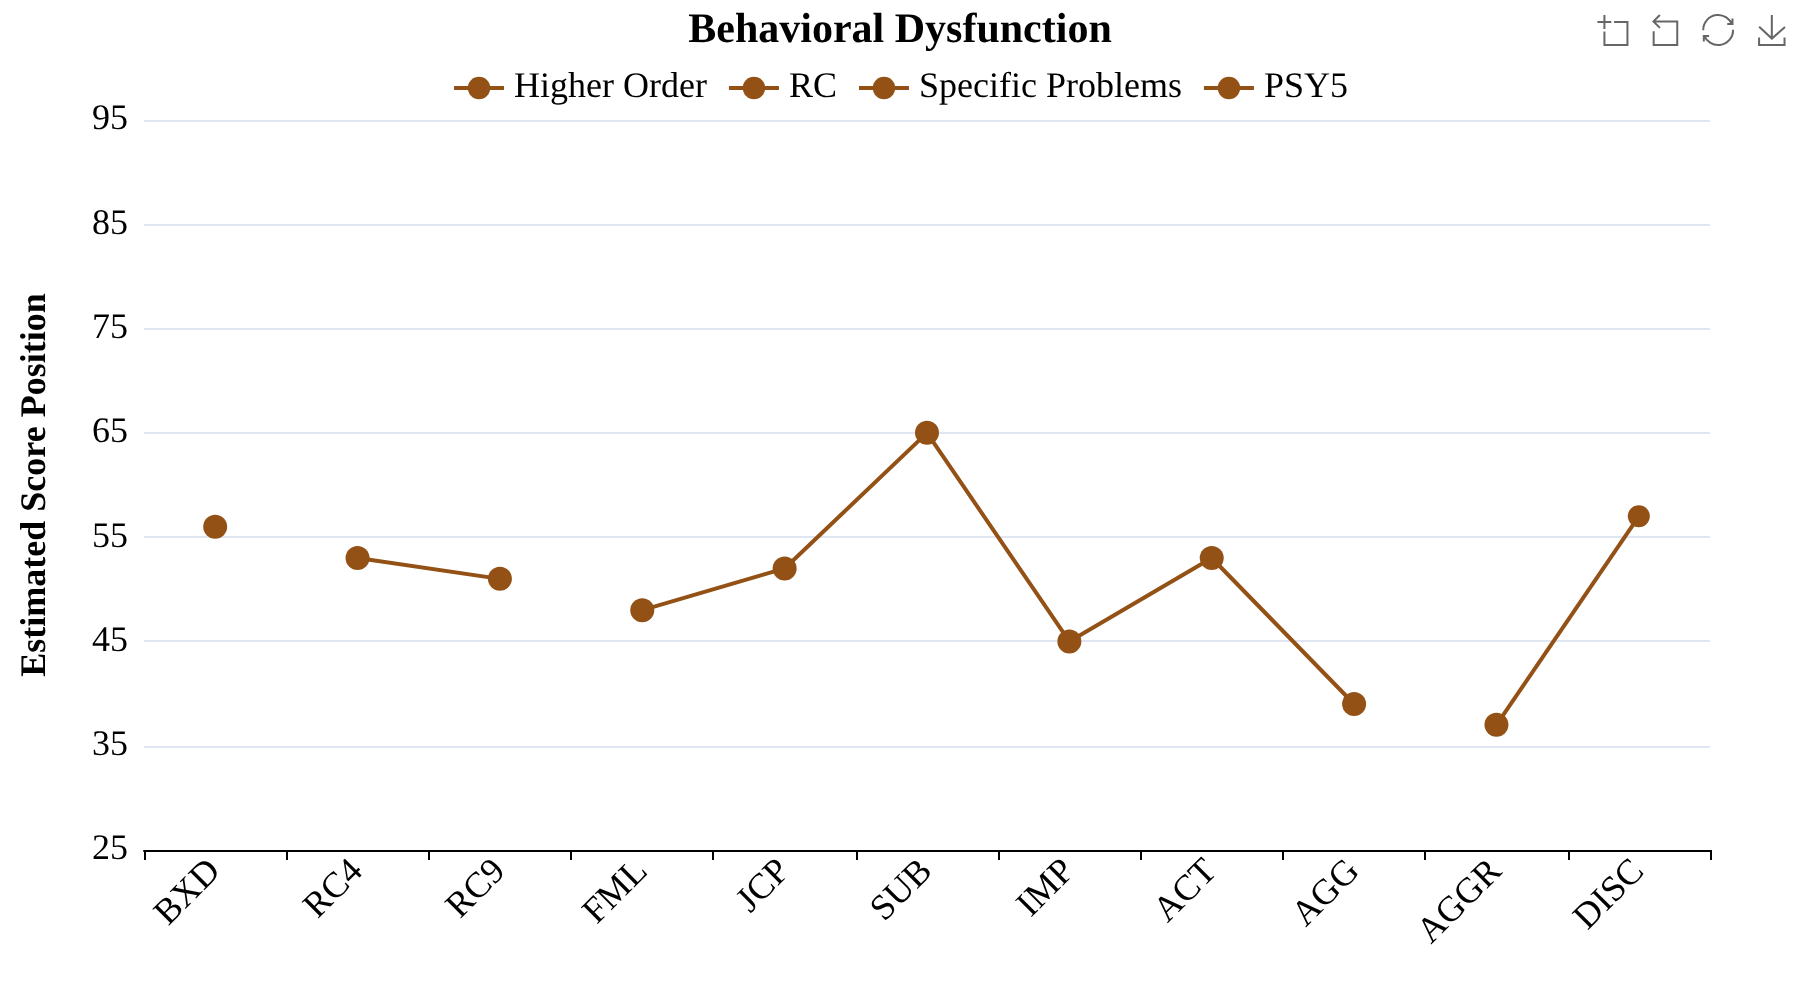 Behavioral Dysfunction
Higher Order RC Specific Problems PSY5
Estimated Score Position
95
85
75
65
55
45
35
25
BXD RC4 RC9 FML JCP SUB IMP ACT AGG AGGR DISC